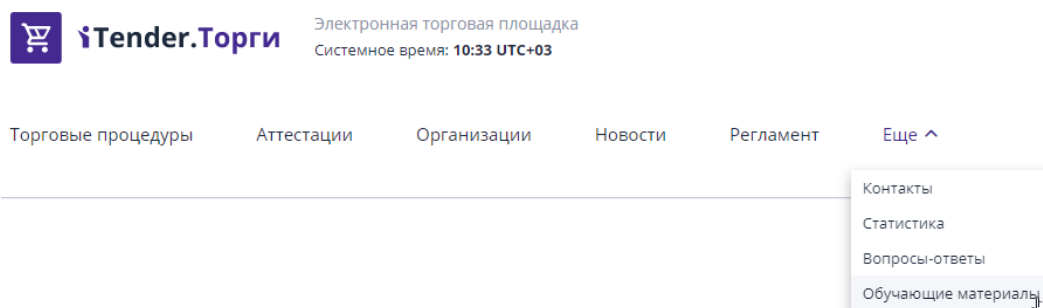 iTender.Торги
Электронная торговая площадка
Системное время: 10:33 UTC+03
Торговые процедуры Аттестации Организации Новости Регламент Еще
Контакты
Статистика
Вопросы-ответы
Обучающие материалы